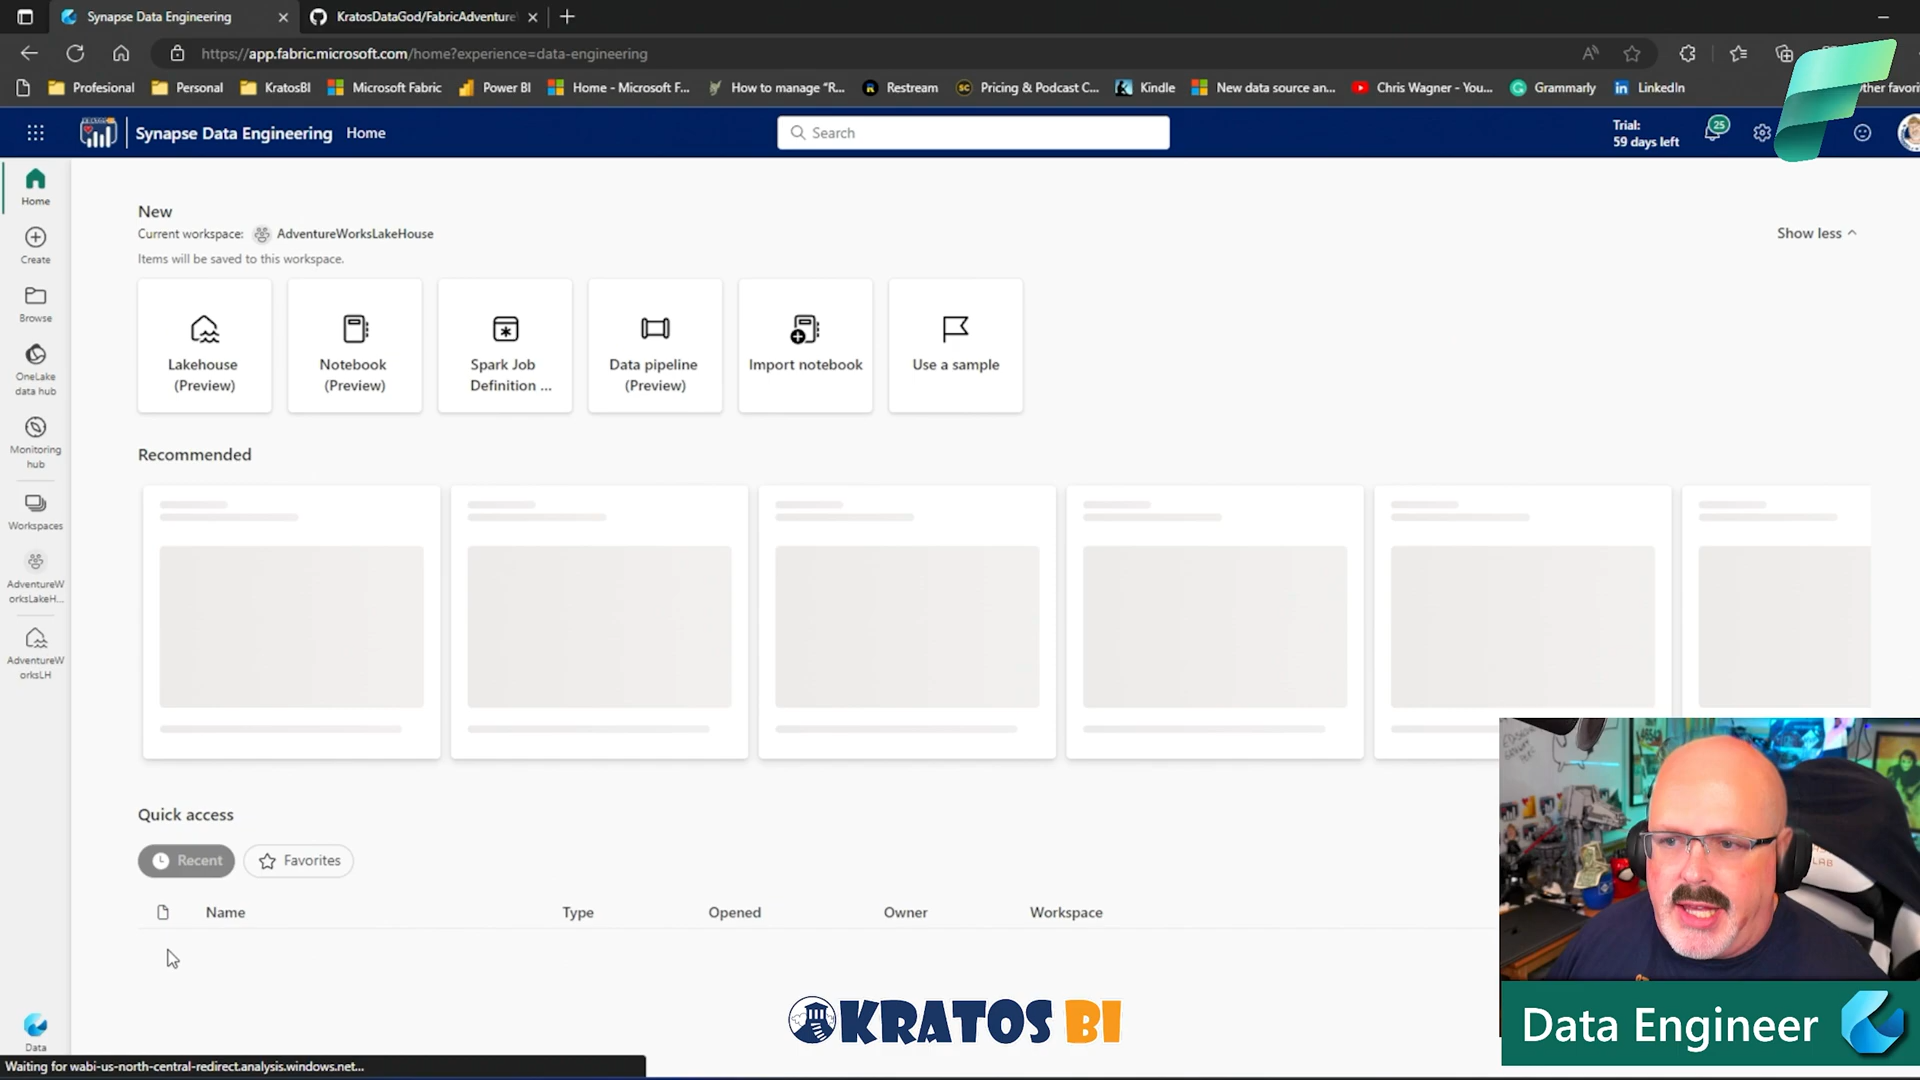 Synapse Data Engineering
KratosDataGod/FabricAdventure
https://app.fabric.microsoft.com/home?experience=data-engineering
Profesional
Personal
KratosBI
Microsoft Fabric
Power BI
Home - Microsoft F...
How to manage "R...
Restream
Pricing & Podcast C...
Kindle
New data source an...
Chris Wagner - You...
Grammarly
LinkedIn
ther favori
Synapse Data Engineering Home
Search
Trial:
59 days left
25
Home
Create
Browse
OneLake
data hub
Monitoring
hub
Workspaces
AdventureW
orksLakeH...
AdventureW
orksLH
Data
New
Current workspace: AdventureWorksLakeHouse
Items will be saved to this workspace.
Show less
Lakehouse
(Preview)
Notebook
(Preview)
Spark Job
Definition ...
Data pipeline
(Preview)
Import notebook
Use a sample
Recommended
Quick access
Recent
Favorites
Name Type Opened Owner Workspace
KRATOS BI
Data Engineer
Waiting for wabi-us-north-central-redirect.analysis.windows.net...